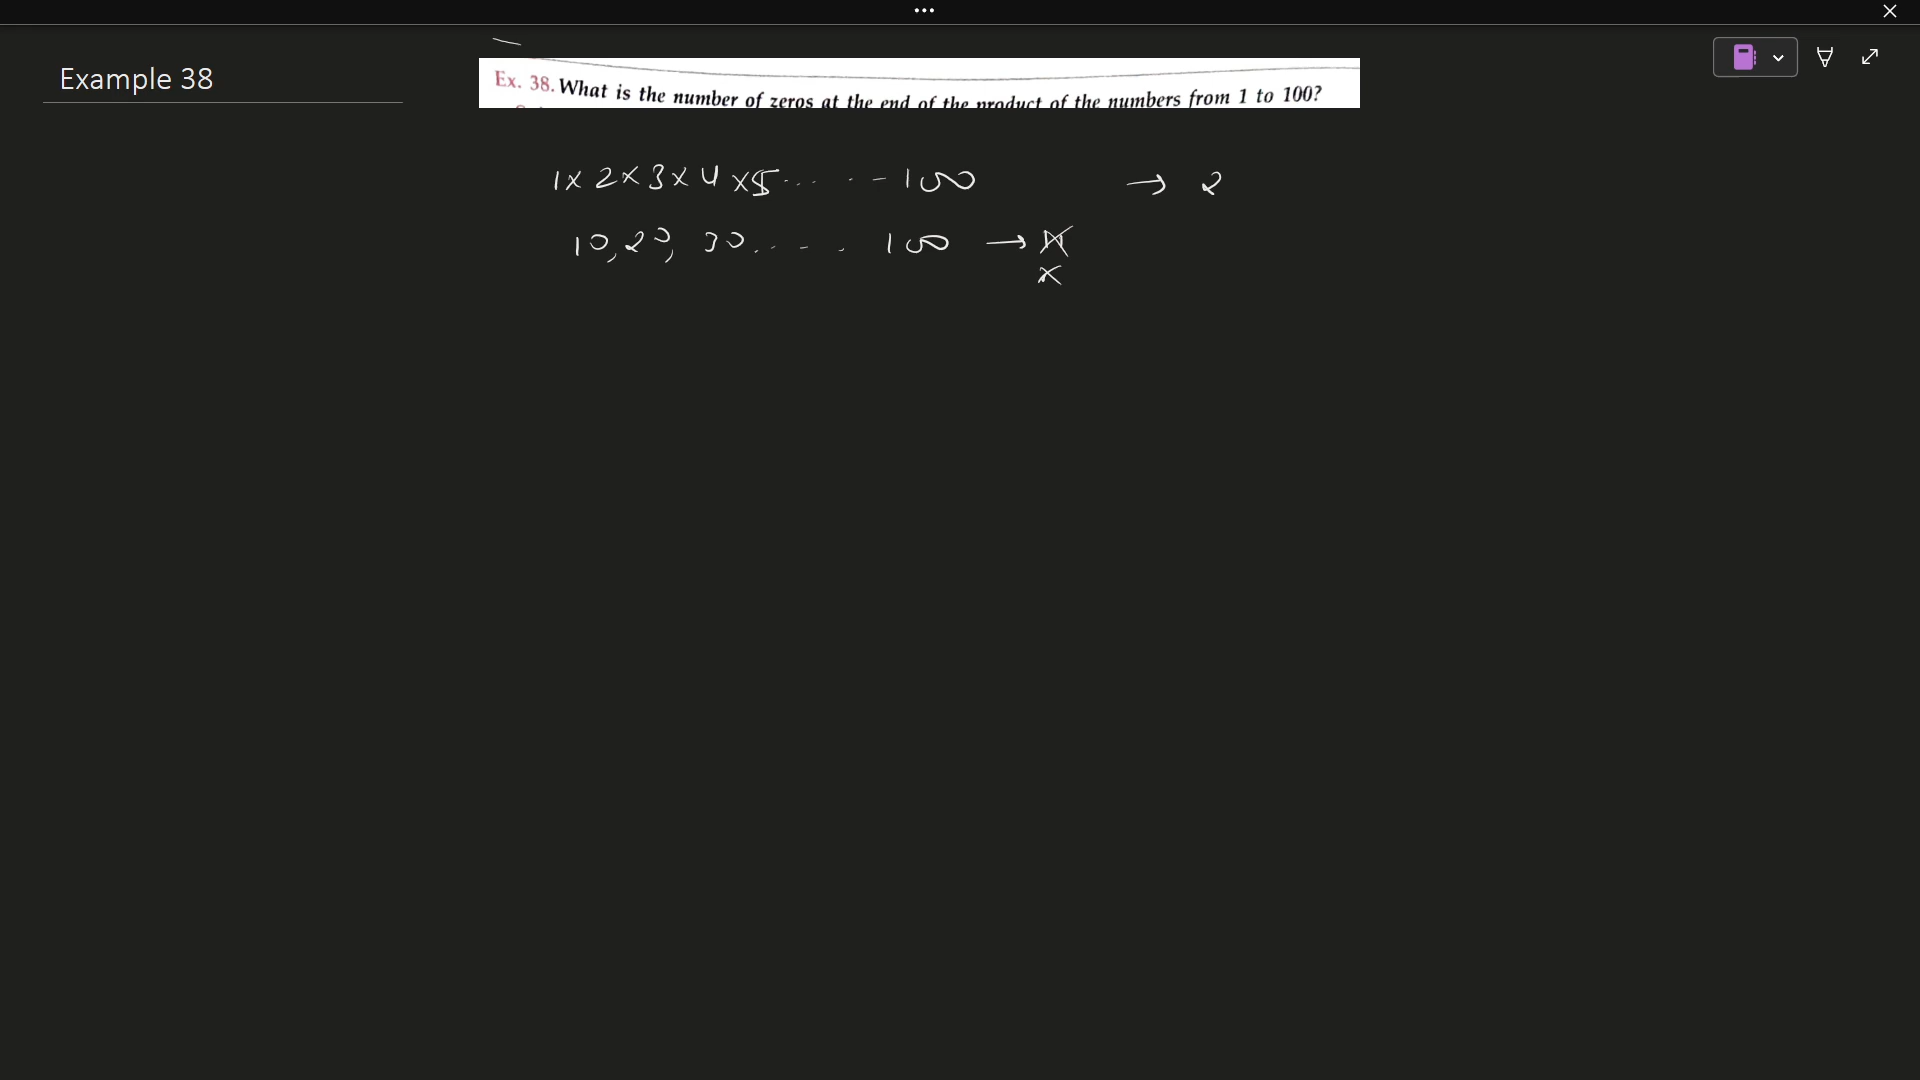 Example 38
Ex. 38. What is the number of zeros at the end of the product of the numbers from 1 to 100?
1 x 2 x 3 x 4 x 5 ..... - 100 → 2
10, 20, 30 ..... 100 → 11
x